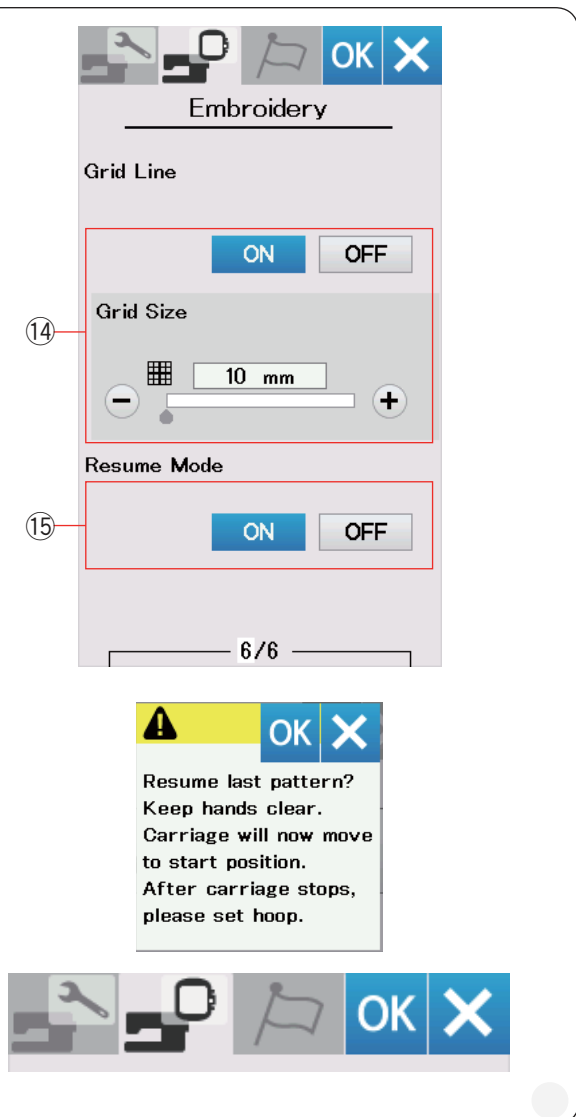 OK
Embroidery
Grid Line
ON OFF
Grid Size
⑭
10 mm
Resume Mode
⑮
ON OFF
6/6
OK
Resume last pattern?
Keep hands clear.
Carriage will now move
to start position.
After carriage stops,
please set hoop.
OK